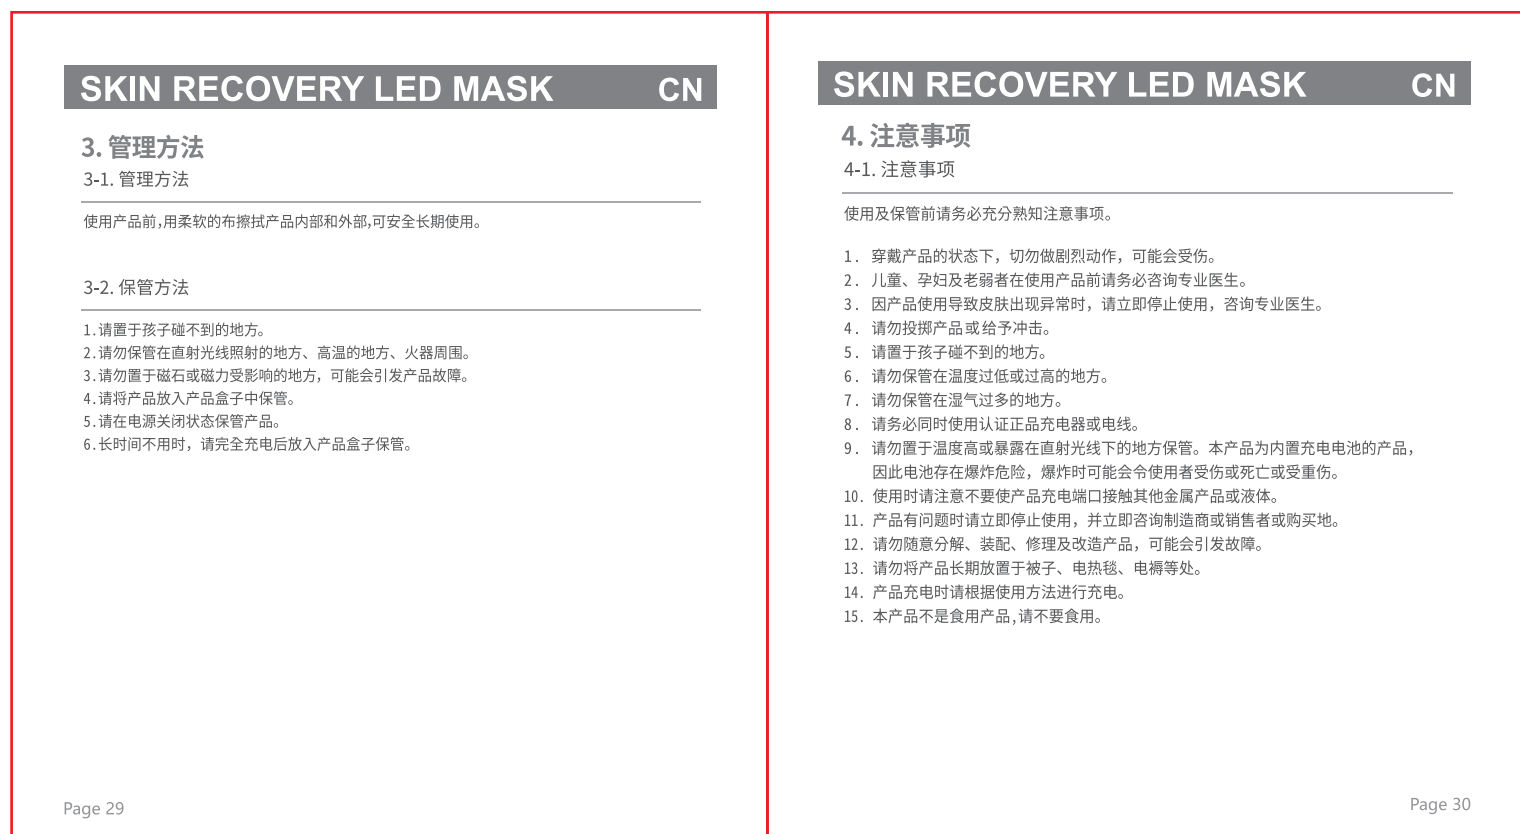 SKIN RECOVERY LED MASK CN
3. 管理方法
3-1. 管理方法
使用产品前,用柔软的布擦拭产品内部和外部,可安全长期使用。
3-2. 保管方法
1.请置于孩子碰不到的地方。
2.请勿保管在直射光线照射的地方、高温的地方、火器周围。
3.请勿置于磁石或磁力受影响的地方，可能会引发产品故障。
4.请将产品放入产品盒子中保管。
5.请在电源关闭状态保管产品。
6.长时间不用时，请完全充电后放入产品盒子保管。
Page 29
SKIN RECOVERY LED MASK CN
4. 注意事项
4-1. 注意事项
使用及保管前请务必充分熟知注意事项。
1. 穿戴产品的状态下，切勿做剧烈动作，可能会受伤。
2. 儿童、孕妇及老弱者在使用产品前请务必咨询专业医生。
3. 因产品使用导致皮肤出现异常时，请立即停止使用，咨询专业医生。
4. 请勿投掷产品或给予冲击。
5. 请置于孩子碰不到的地方。
6. 请勿保管在温度过低或过高的地方。
7. 请勿保管在湿气过多的地方。
8. 请务必同时使用认证正品充电器或电线。
9. 请勿置于温度高或暴露在直射光线下的地方保管。本产品为内置充电电池的产品，
因此电池存在爆炸危险，爆炸时可能会令使用者受伤或死亡或受重伤。
10. 使用时请注意不要使产品充电端口接触其他金属产品或液体。
11. 产品有问题时请立即停止使用，并立即咨询制造商或销售者或购买地。
12. 请勿随意分解、装配、修理及改造产品，可能会引发故障。
13. 请勿将产品长期放置于被子、电热毯、电褥等处。
14. 产品充电时请根据使用方法进行充电。
15. 本产品不是食用产品,请不要食用。
Page 30